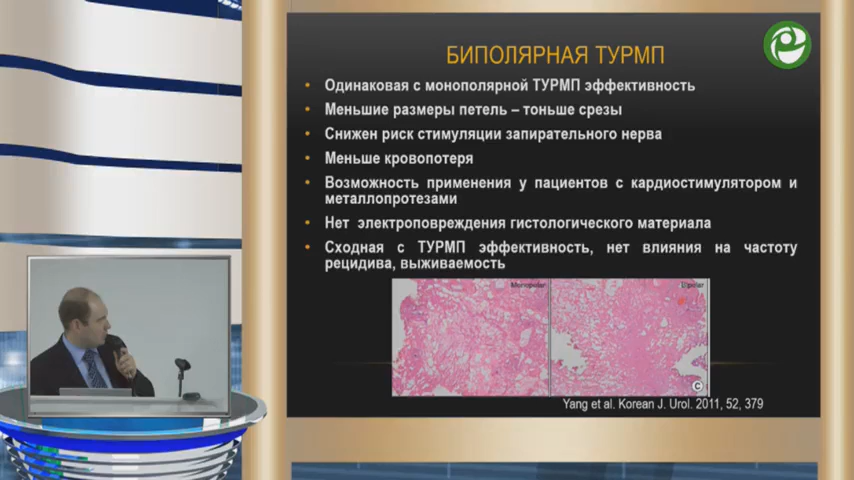 БИПОЛЯРНАЯ ТУРМП
• Одинаковая с монополярной ТУРМП эффективность
• Меньшие размеры петель – тоньше срезы
• Снижен риск стимуляции запирательного нерва
• Меньше кровопотеря
• Возможность применения у пациентов с кардиостимулятором и
металлопротезами
• Нет электроповреждения гистологического материала
• Сходная с ТУРМП эффективность, нет влияния на частоту
рецидива, выживаемость
Monopolar
Bipolar
C
Yang et al. Korean J. Urol. 2011, 52, 379